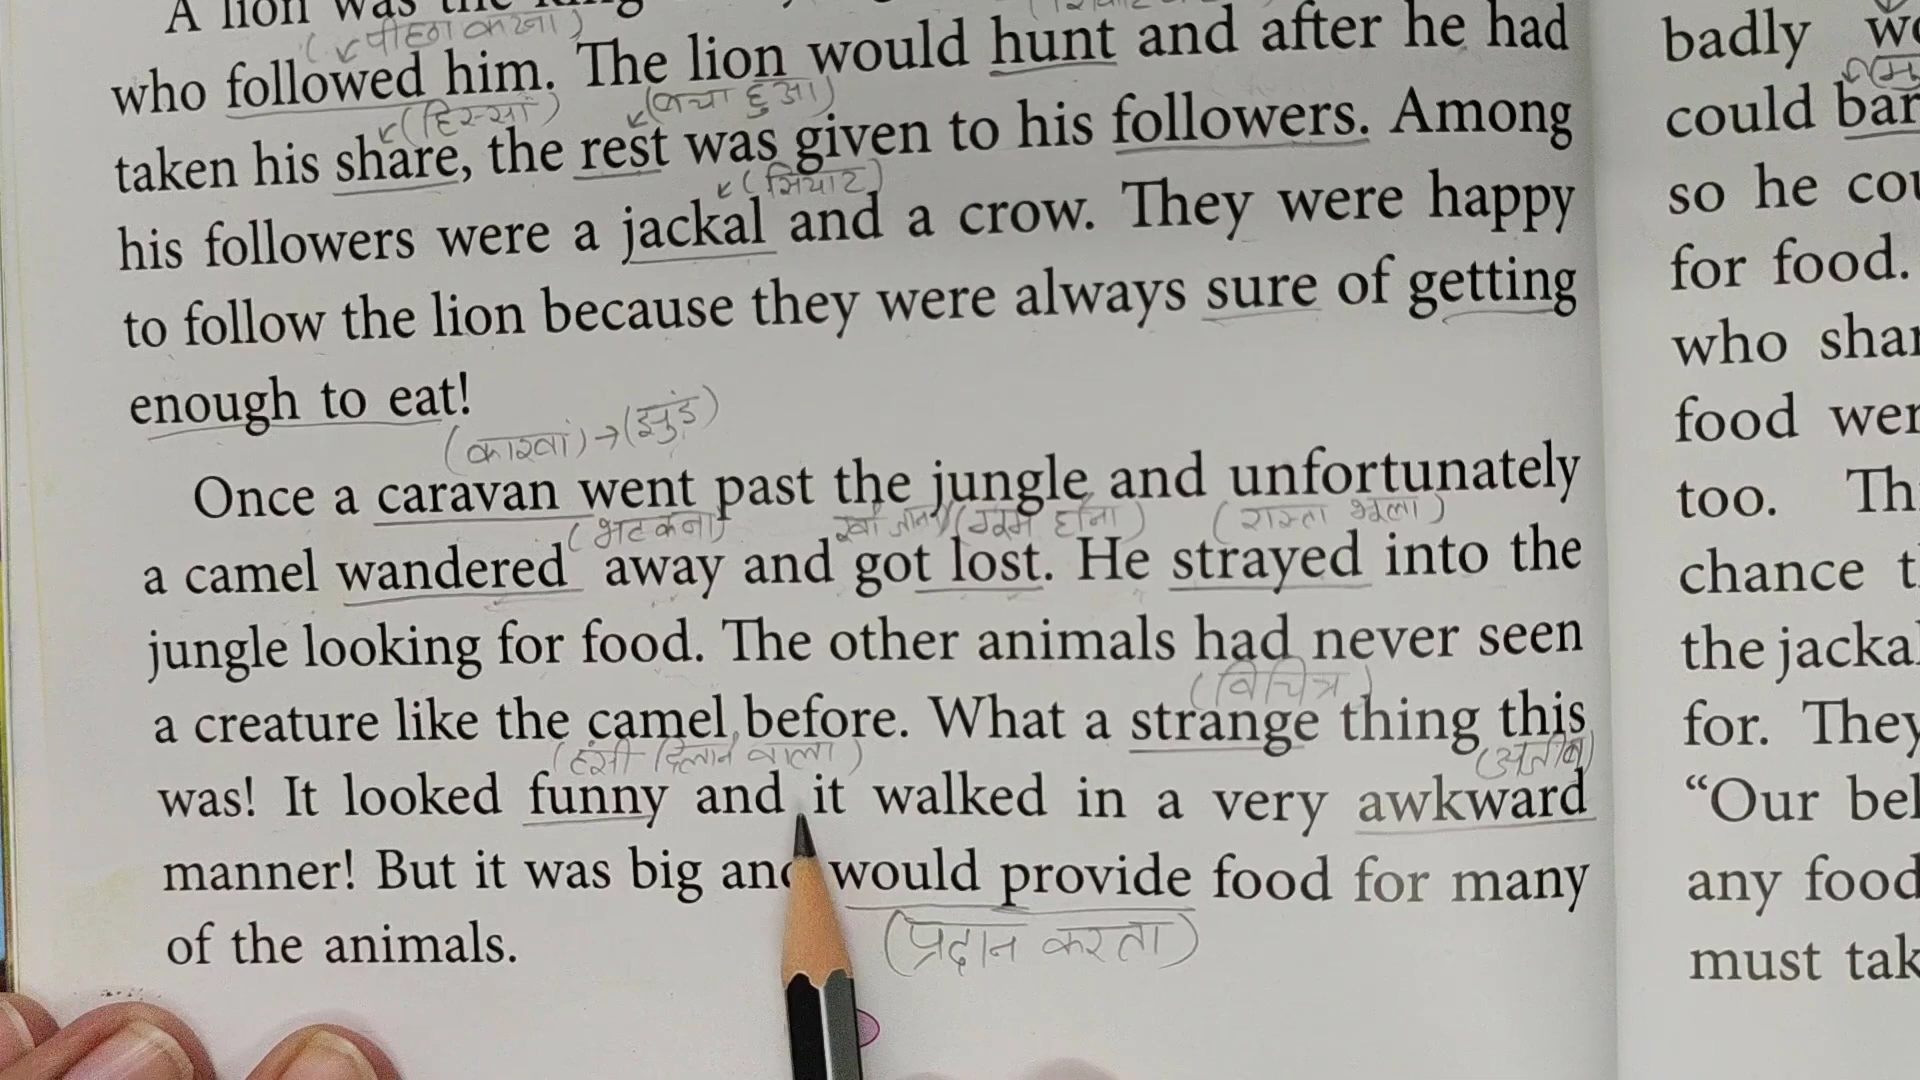 A lion was the
(पीछा करना)
who followed him. The lion would hunt and after he had
(हिस्सा) (बचा हुआ)
taken his share, the rest was given to his followers. Among
(सियार)
his followers were a jackal and a crow. They were happy
to follow the lion because they were always sure of getting
enough to eat!
(कारवां) → (झुंड)
Once a caravan went past the jungle and unfortunately
(भटकना) खो जाना (गुम होना) (रास्ता भूला)
a camel wandered away and got lost. He strayed into the
jungle looking for food. The other animals had never seen
(विचित्र)
a creature like the camel before. What a strange thing this
(हंसी दिलाने वाला) (अजीब)
was! It looked funny and it walked in a very awkward
manner! But it was big and would provide food for many
(प्रदान करता)
of the animals.
badly
could
so he
for food.
who
food
too.
chance
the
for. They
“Our
any food
must